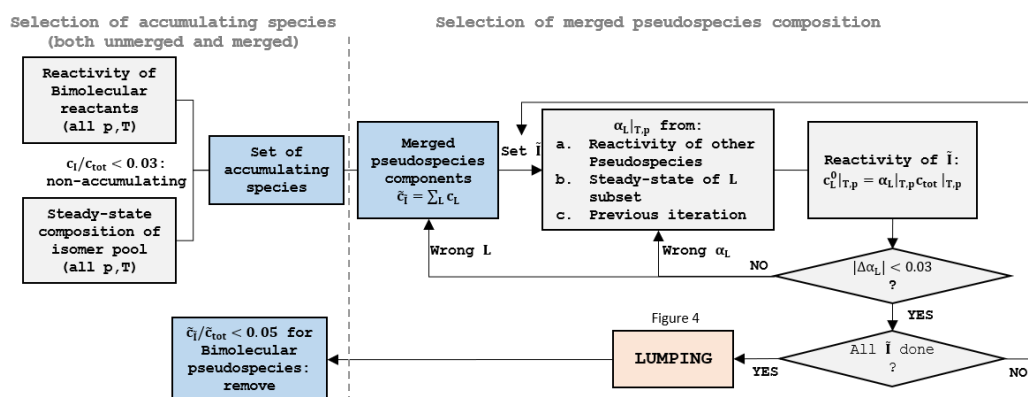 Selection of accumulating species
(both unmerged and merged)
Selection of merged pseudospecies composition
Reactivity of
Bimolecular
reactants
(all p,T)
c_I/c_tot < 0.03:
non-accumulating
Steady-state
composition of
isomer pool
(all p,T)
Set of
accumulating
species
Merged
pseudospecies
components
c̃_Ĩ = ∑_L c_L
Set Ĩ
α_L|_T,p from:
a. Reactivity of other
Pseudospecies
b. Steady-state of L
subset
c. Previous iteration
Reactivity of Ĩ:
c_L^0|_T,p = α_L|_T,p c_tot|_T,p
Wrong L
Wrong α_L
NO
|Δα_L| < 0.03
?
YES
All Ĩ done
?
NO
YES
Figure 4
LUMPING
c̃_Ĩ/c̃_tot < 0.05 for
Bimolecular
pseudospecies:
remove